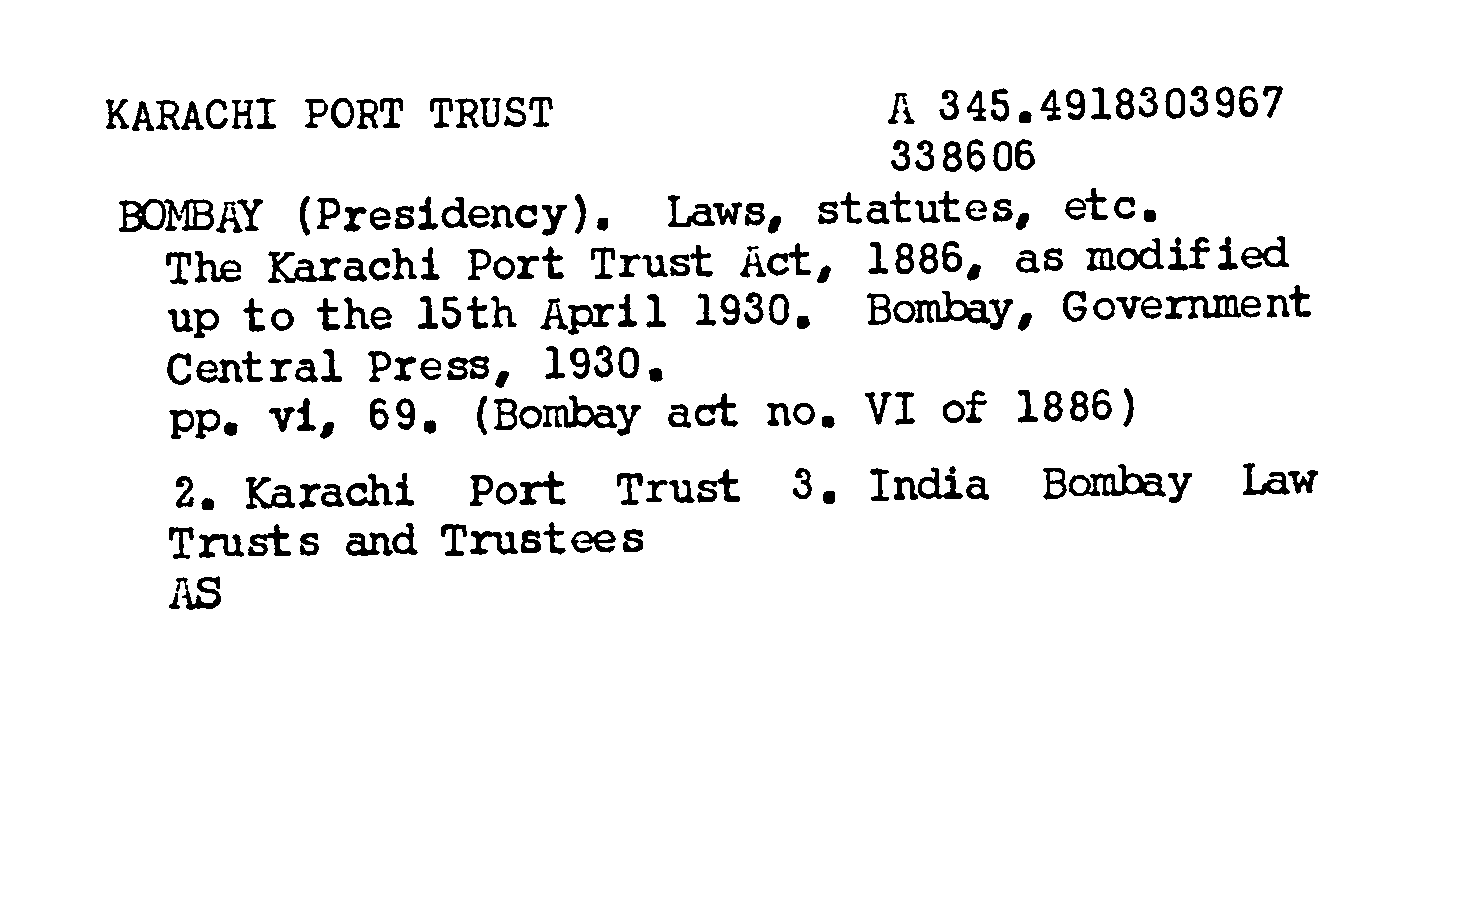 KARACHI PORT TRUST A 345.4918303967
338606
BOMBAY (Presidency). Laws, statutes, etc.
The Karachi Port Trust Act, 1886, as modified
up to the 15th April 1930. Bombay, Government
Central Press, 1930.
pp. vi, 69. (Bombay act no. VI of 1886)
2. Karachi Port Trust 3. India Bombay Law
Trusts and Trustees
AS